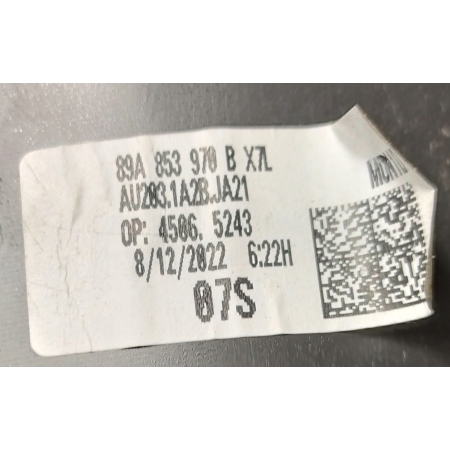 89A 853 970 B X7L
AU203.1A2B.JA21
OP: 4506. 5243
8/12/2022 6:22H
07S